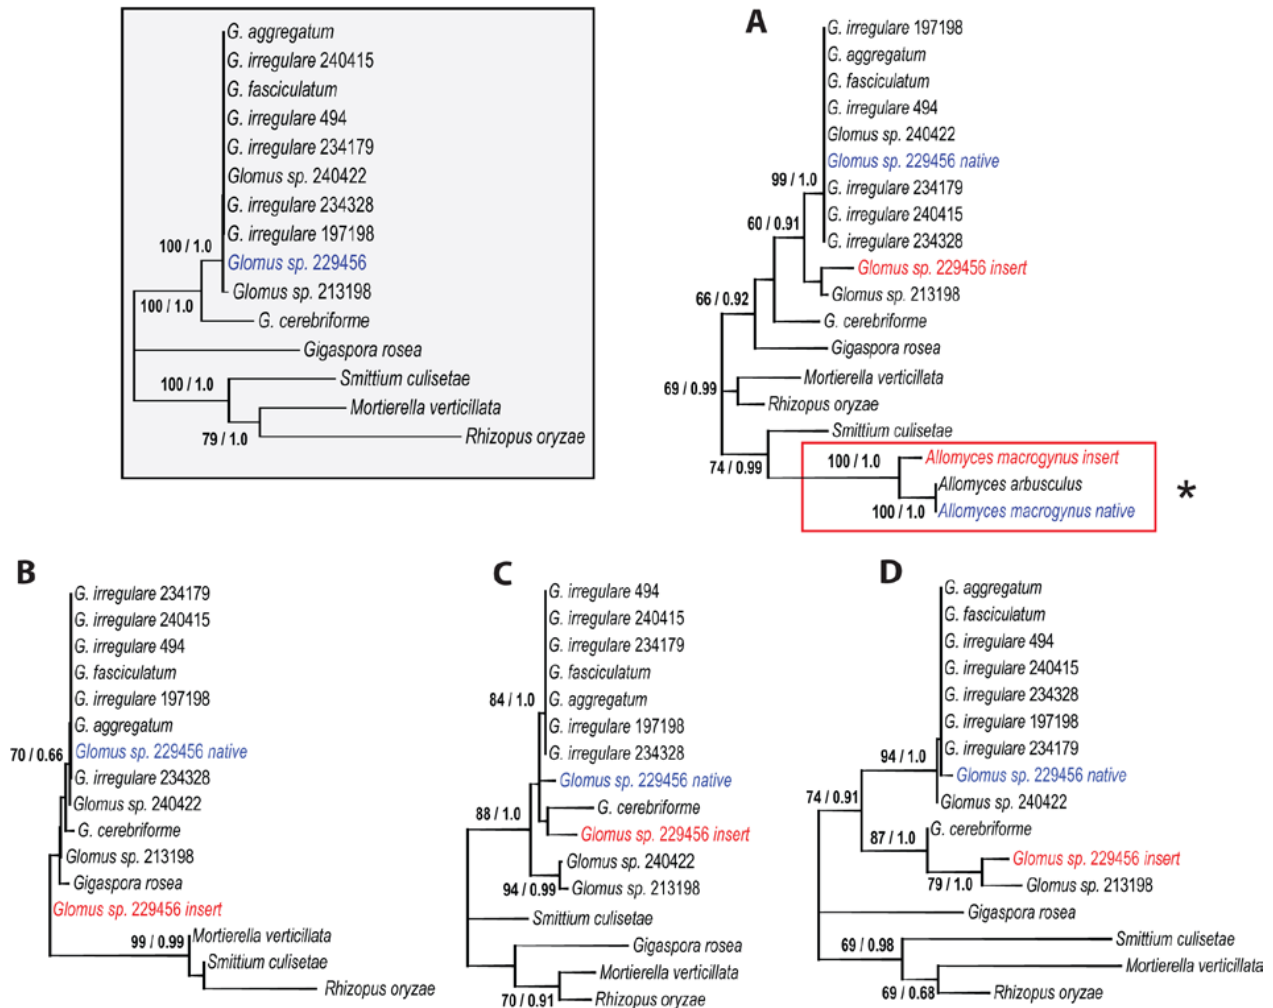 G. aggregatum
G. irregulare 240415
G. fasciculatum
G. irregulare 494
G. irregulare 234179
Glomus sp. 240422
G. irregulare 234328
G. irregulare 197198
100 / 1.0
Glomus sp. 229456
Glomus sp. 213198
100 / 1.0
G. cerebriforme
Gigaspora rosea
100 / 1.0
Smittium culisetae
Mortierella verticillata
79 / 1.0
Rhizopus oryzae
A
G. irregulare 197198
G. aggregatum
G. fasciculatum
G. irregulare 494
Glomus sp. 240422
Glomus sp. 229456 native
99 / 1.0
G. irregulare 234179
G. irregulare 240415
60 / 0.91
G. irregulare 234328
Glomus sp. 229456 insert
Glomus sp. 213198
66 / 0.92
G. cerebriforme
Gigaspora rosea
Mortierella verticillata
69 / 0.99
Rhizopus oryzae
Smittium culisetae
74 / 0.99
100 / 1.0
Allomyces macrogynus insert
Allomyces arbusculus
100 / 1.0
Allomyces macrogynus native
*
B
G. irregulare 234179
G. irregulare 240415
G. irregulare 494
G. fasciculatum
G. irregulare 197198
G. aggregatum
70 / 0.66
Glomus sp. 229456 native
G. irregulare 234328
Glomus sp. 240422
G. cerebriforme
Glomus sp. 213198
Gigaspora rosea
Glomus sp. 229456 insert
99 / 0.99
Mortierella verticillata
Smittium culisetae
Rhizopus oryzae
C
G. irregulare 494
G. irregulare 240415
G. irregulare 234179
G. fasciculatum
84 / 1.0
G. aggregatum
G. irregulare 197198
G. irregulare 234328
Glomus sp. 229456 native
G. cerebriforme
88 / 1.0
Glomus sp. 229456 insert
Glomus sp. 240422
94 / 0.99
Glomus sp. 213198
Smittium culisetae
Gigaspora rosea
Mortierella verticillata
70 / 0.91
Rhizopus oryzae
D
G. aggregatum
G. fasciculatum
G. irregulare 494
G. irregulare 240415
G. irregulare 234328
G. irregulare 197198
G. irregulare 234179
94 / 1.0
Glomus sp. 229456 native
74 / 0.91
Glomus sp. 240422
G. cerebriforme
87 / 1.0
Glomus sp. 229456 insert
79 / 1.0
Glomus sp. 213198
Gigaspora rosea
69 / 0.98
Smittium culisetae
Mortierella verticillata
69 / 0.68
Rhizopus oryzae